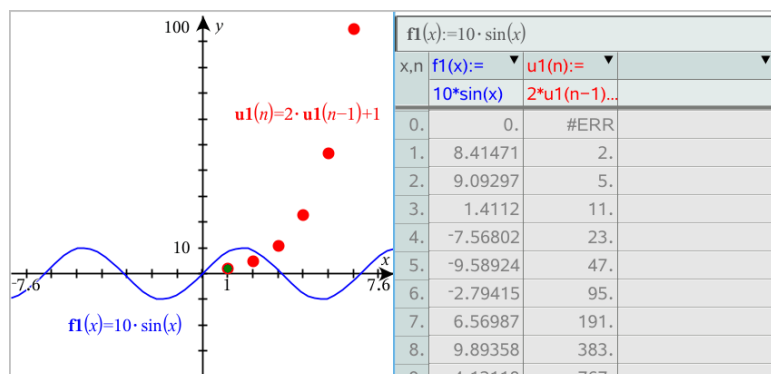 100
y
u1(n)=2·u1(n−1)+1
10
x
-7.6
1
7.6
f1(x)=10·sin(x)
f1(x):=10·sin(x)
x,n f1(x):= ▼ u1(n):= ▼ ▼
10*sin(x) 2*u1(n−1)...
0. 0. #ERR
1. 8.41471 2.
2. 9.09297 5.
3. 1.4112 11.
4. -7.56802 23.
5. -9.58924 47.
6. -2.79415 95.
7. 6.56987 191.
8. 9.89358 383.